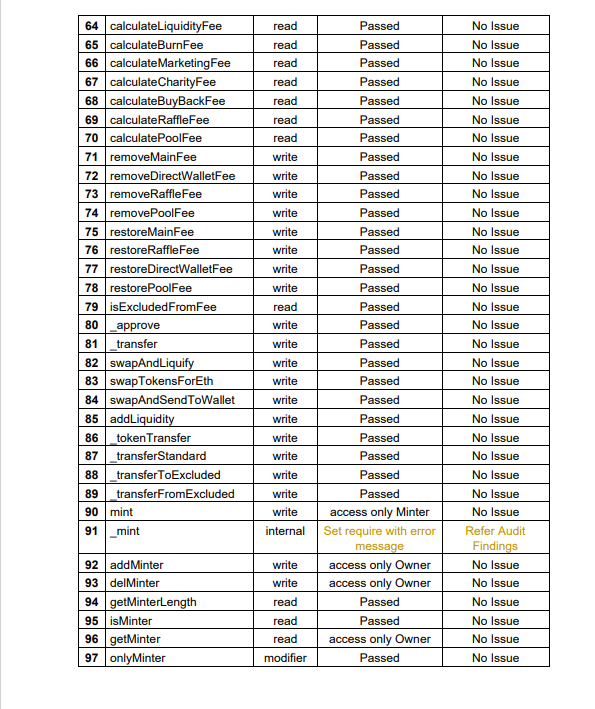 64 calculateLiquidityFee read Passed No Issue
65 calculateBurnFee read Passed No Issue
66 calculateMarketingFee read Passed No Issue
67 calculateCharityFee read Passed No Issue
68 calculateBuyBackFee read Passed No Issue
69 calculateRaffleFee read Passed No Issue
70 calculatePoolFee read Passed No Issue
71 removeMainFee write Passed No Issue
72 removeDirectWalletFee write Passed No Issue
73 removeRaffleFee write Passed No Issue
74 removePoolFee write Passed No Issue
75 restoreMainFee write Passed No Issue
76 restoreRaffleFee write Passed No Issue
77 restoreDirectWalletFee write Passed No Issue
78 restorePoolFee write Passed No Issue
79 isExcludedFromFee read Passed No Issue
80 _approve write Passed No Issue
81 _transfer write Passed No Issue
82 swapAndLiquify write Passed No Issue
83 swapTokensForEth write Passed No Issue
84 swapAndSendToWallet write Passed No Issue
85 addLiquidity write Passed No Issue
86 _tokenTransfer write Passed No Issue
87 _transferStandard write Passed No Issue
88 _transferToExcluded write Passed No Issue
89 _transferFromExcluded write Passed No Issue
90 mint write access only Minter No Issue
91 _mint internal Set require with error Refer Audit
message Findings
92 addMinter write access only Owner No Issue
93 delMinter write access only Owner No Issue
94 getMinterLength read Passed No Issue
95 isMinter read Passed No Issue
96 getMinter read access only Owner No Issue
97 onlyMinter modifier Passed No Issue